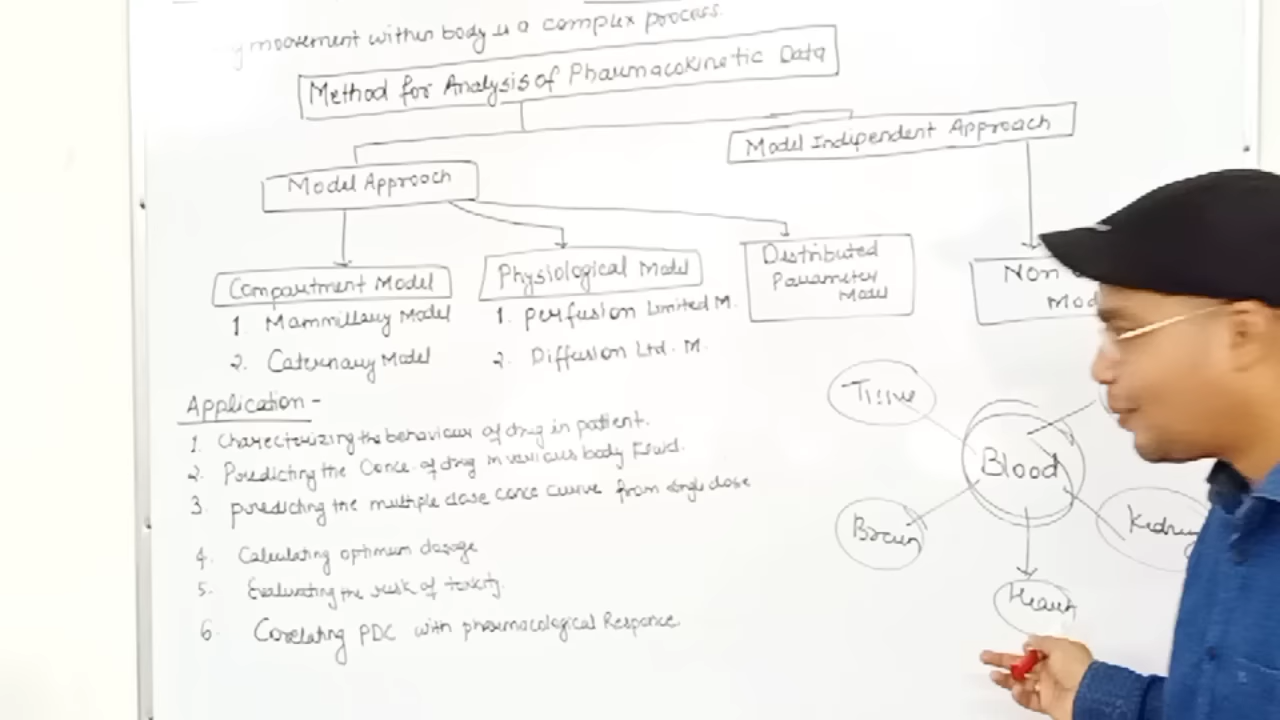 moovement within body is a complex process.
Method for Analysis of Pharmacokinetic Data
Model Approach
Model Indipendent Approach
Compartment Model
1. Mammillary Model
2. Caternary Model
Physiological Model
1. Perfusion Limited M.
2. Diffusion Ltd. M.
Distributed
Parameter
Model
Non
Mod
Application -
1. Charecterizing the behaviour of drug in patient.
2. Predicting the Conc. of drug in various body Fluid.
3 predicting the multiple dose conc curve from single dose
4. Calculating optimum dosage
5. Evaluating the risk of toxicity.
6. Corelating PDC with pharmacological Responce.
Tissue
Blood
Brain
Kidney
Heart